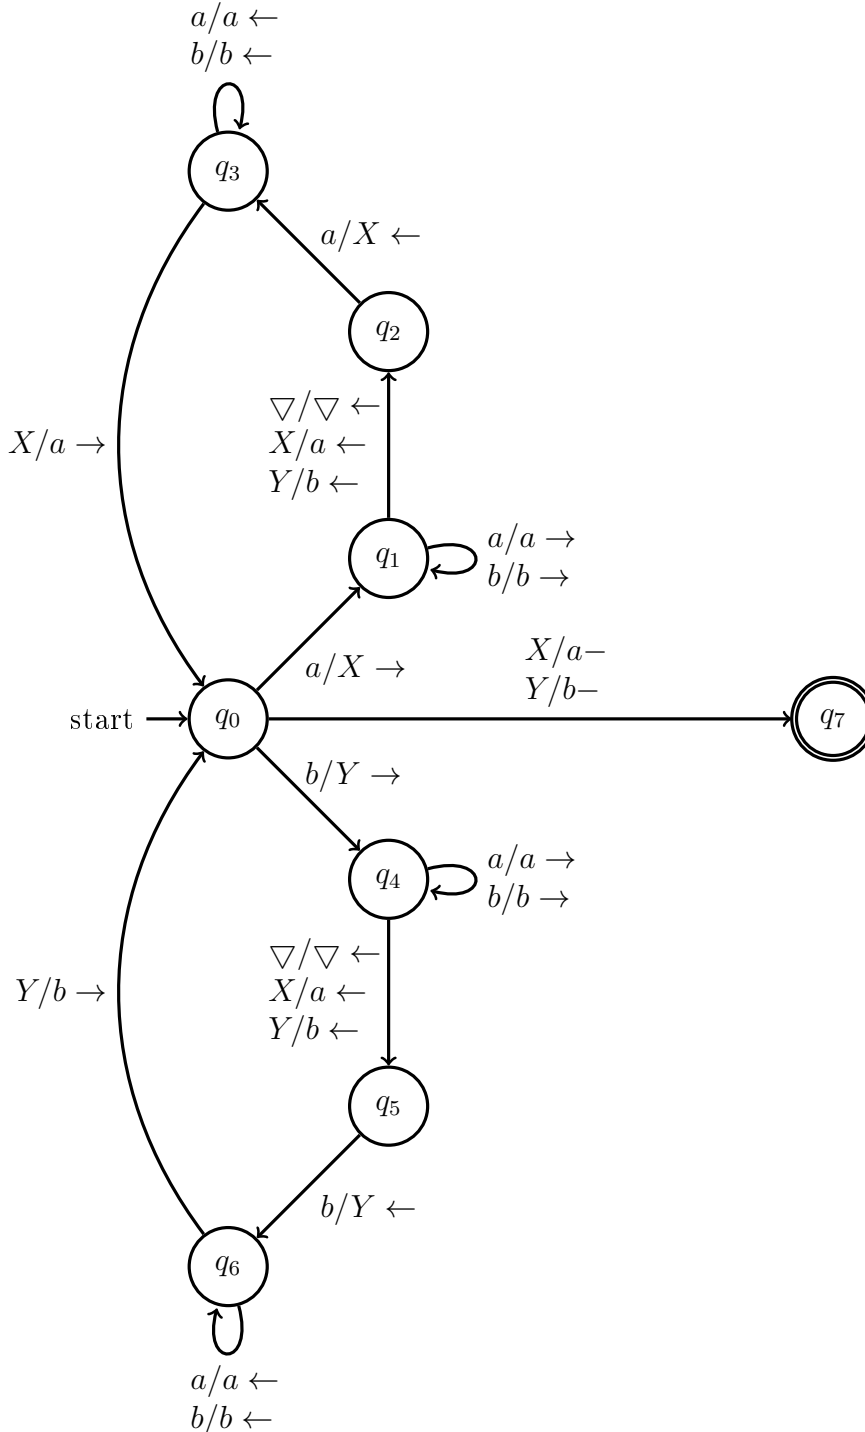 a/a ←
b/b ←
q₃
a/X ←
q₂
▽/▽ ←
X/a ←
Y/b ←
X/a →
q₁
a/a →
b/b →
a/X →
X/a−
Y/b−
start
q₀
q₇
b/Y →
q₄
a/a →
b/b →
▽/▽ ←
X/a ←
Y/b ←
Y/b →
q₅
b/Y ←
q₆
a/a ←
b/b ←